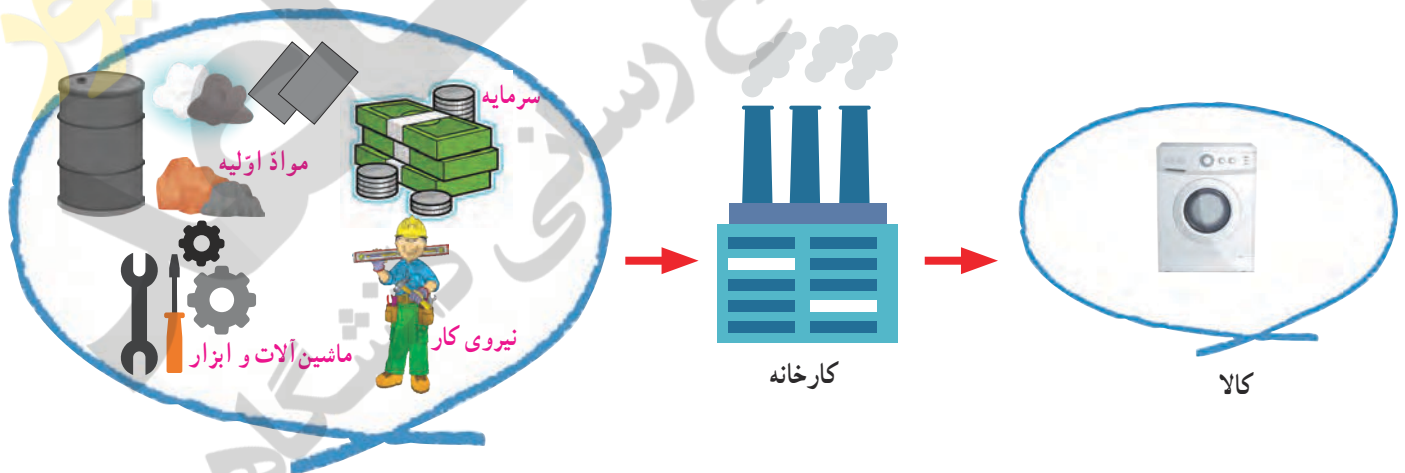 سرمایه
موادّ اوّلیه
نیروی کار
ماشین‌آلات و ابزار
کارخانه
کالا